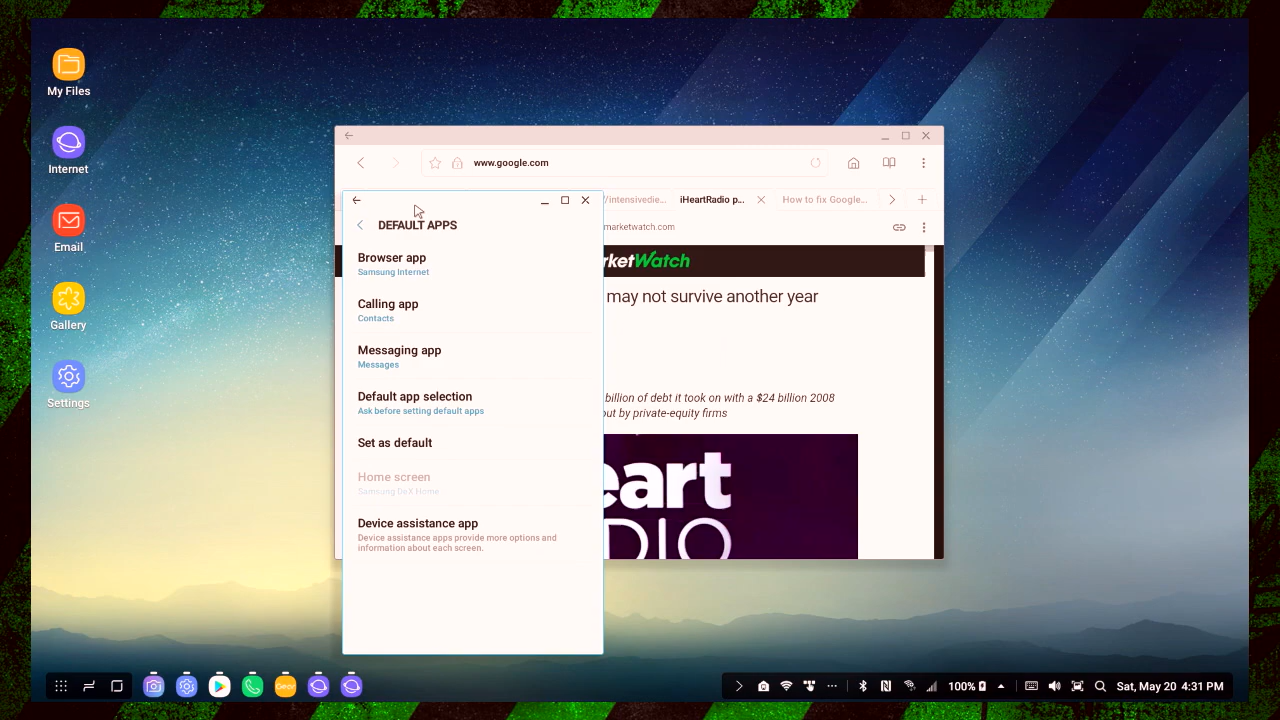 My Files
Internet
Email
Gallery
Settings
www.google.com
/intensivedie...
iHeartRadio p...
How to fix Google...
marketwatch.com
rketWatch
may not survive another year
billion of debt it took on with a $24 billion 2008
out by private-equity firms
eart
DIO
DEFAULT APPS
Browser app
Samsung Internet
Calling app
Contacts
Messaging app
Messages
Default app selection
Ask before setting default apps
Set as default
Home screen
Samsung DeX Home
Device assistance app
Device assistance apps provide more options and
information about each screen.
Gear
100%
Sat, May 20 4:31 PM